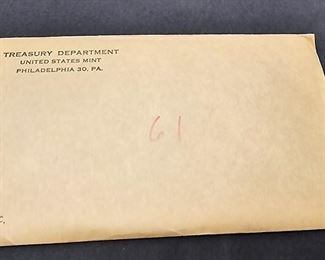 TREASURY DEPARTMENT
UNITED STATES MINT
PHILADELPHIA 30, PA.
61
C.